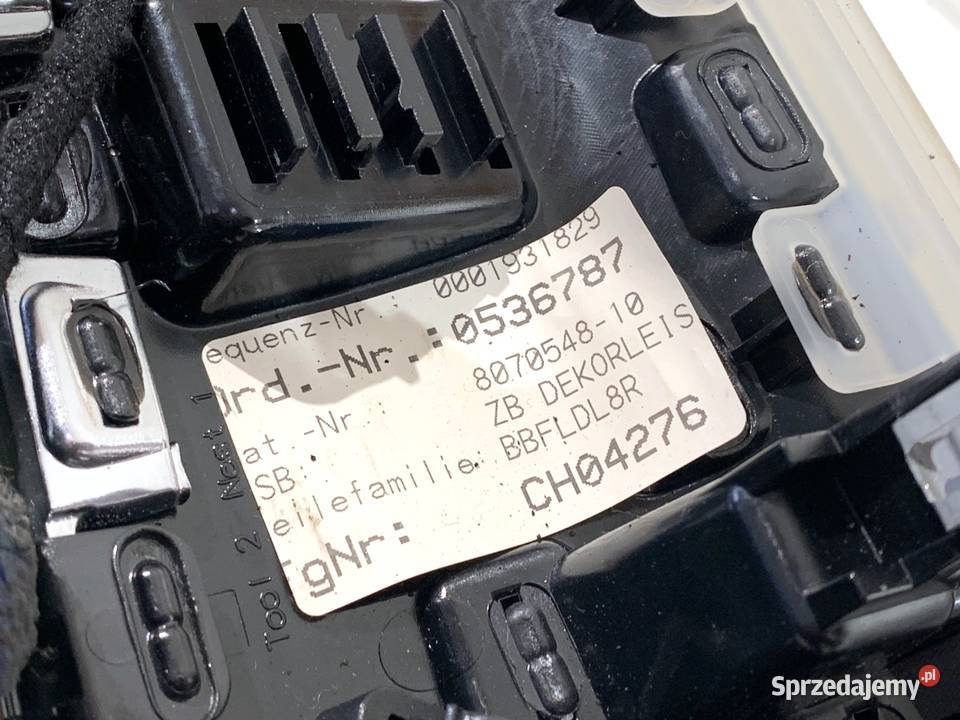 equenz-Nr 0001931829
Ord.-Nr.:0536787
at.-Nr 8070548-10
SB: ZB DEKORLEIS
eilefamilie: BBFLDL8R
gNr: CH04276
Nest 1
Tool 2
Sprzedajemy.pl